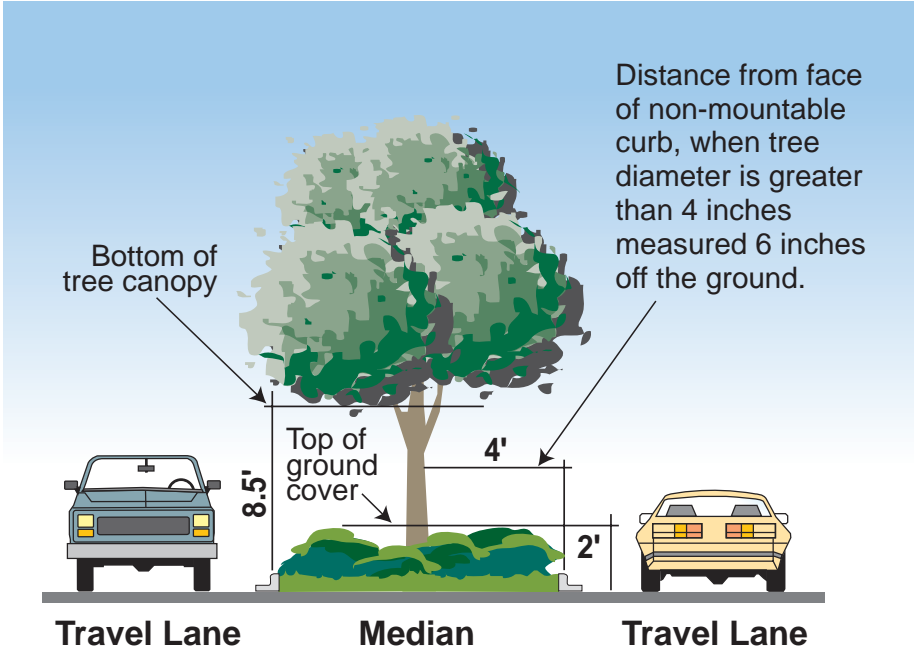 Distance from face
of non-mountable
curb, when tree
diameter is greater
than 4 inches
measured 6 inches
off the ground.
Bottom of
tree canopy
Top of
ground
cover
8.5'
4'
2'
Travel Lane
Median
Travel Lane